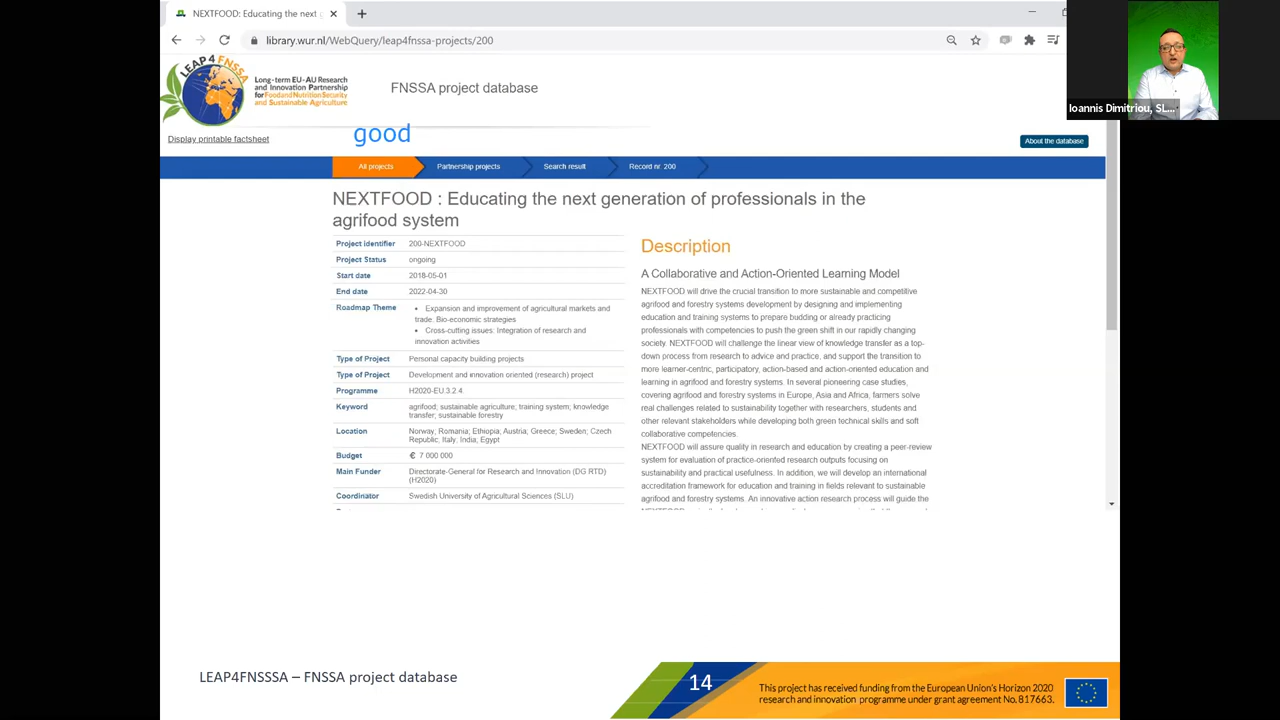 NEXTFOOD: Educating the next g
library.wur.nl/WebQuery/leap4fnssa-projects/200
LEAP4FNSSA
Long-term EU-AU Research
and Innovation Partnership
for Food and Nutrition Security
and Sustainable Agriculture
FNSSA project database
Ioannis Dimitriou, SL...
good
Display printable factsheet
About the database
All projects
Partnership projects
Search result
Record nr. 200
NEXTFOOD : Educating the next generation of professionals in the
agrifood system
Project identifier 200-NEXTFOOD
Project Status ongoing
Start date 2018-05-01
End date 2022-04-30
Roadmap Theme • Expansion and improvement of agricultural markets and
trade. Bio-economic strategies
• Cross-cutting issues: Integration of research and
innovation activities
Type of Project Personal capacity building projects
Type of Project Development and innovation oriented (research) project
Programme H2020-EU.3.2.4.
Keyword agrifood; sustainable agriculture; training system; knowledge
transfer; sustainable forestry
Location Norway; Romania; Ethiopia; Austria; Greece; Sweden; Czech
Republic, Italy, India, Egypt
Budget € 7 000 000
Main Funder Directorate-General for Research and Innovation (DG RTD)
(H2020)
Coordinator Swedish University of Agricultural Sciences (SLU)
Description
A Collaborative and Action-Oriented Learning Model
NEXTFOOD will drive the crucial transition to more sustainable and competitive
agrifood and forestry systems development by designing and implementing
education and training systems to prepare budding or already practicing
professionals with competencies to push the green shift in our rapidly changing
society. NEXTFOOD will challenge the linear view of knowledge transfer as a top-
down process from research to advice and practice, and support the transition to
more learner-centric, participatory, action-based and action-oriented education and
learning in agrifood and forestry systems. In several pioneering case studies,
covering agrifood and forestry systems in Europe, Asia and Africa, farmers solve
real challenges related to sustainability together with researchers, students and
other relevant stakeholders while developing both green technical skills and soft
collaborative competencies.
NEXTFOOD will assure quality in research and education by creating a peer-review
system for evaluation of practice-oriented research outputs focusing on
sustainability and practical usefulness. In addition, we will develop an international
accreditation framework for education and training in fields relevant to sustainable
agrifood and forestry systems. An innovative action research process will guide the
LEAP4FNSSSA – FNSSA project database
14
This project has received funding from the European Union's Horizon 2020
research and innovation programme under grant agreement No. 817663.